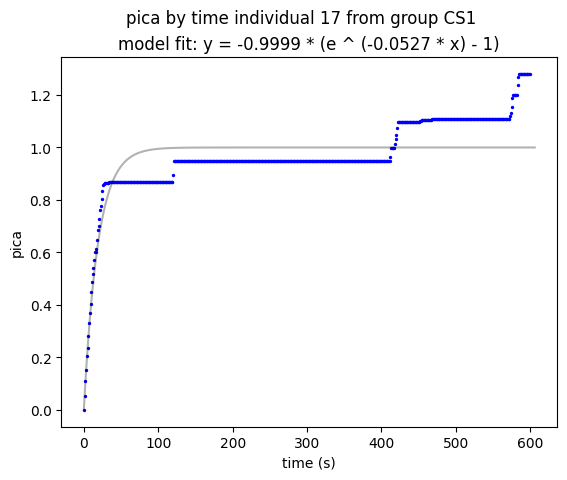 pica by time individual 17 from group CS1
model fit: y = -0.9999 * (e ^ (-0.0527 * x) - 1)
1.2
1.0
0.8
0.6
0.4
0.2
0.0
pica
0 100 200 300 400 500 600
time (s)